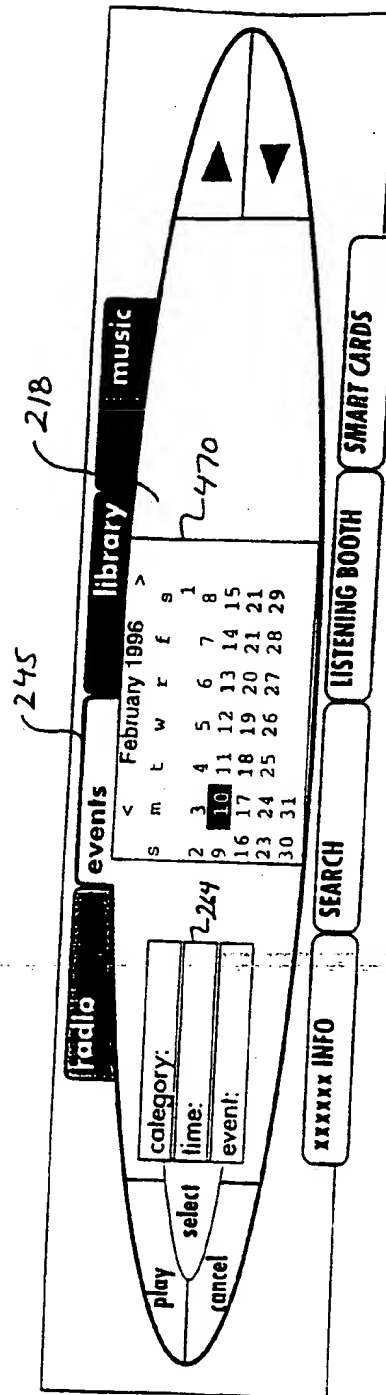 245
218
radio
events
library
music
< February 1996 >
s m t w r f s
1
2 3 4 5 6 7 8
9 10 11 12 13 14 15
16 17 18 19 20 21 21
23 24 25 26 27 28 29
30 31
470
264
play
select
cancel
category:
time:
event:
xxxxxx INFO
SEARCH
LISTENING BOOTH
SMART CARDS